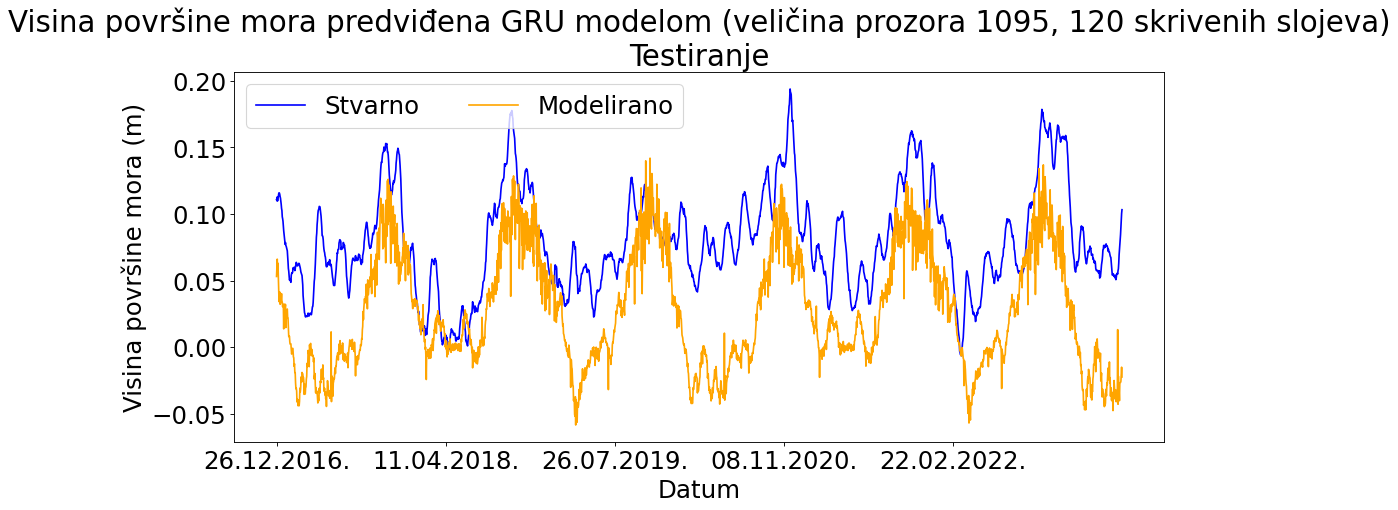 Visina površine mora predviđena GRU modelom (veličina prozora 1095, 120 skrivenih slojeva)
Testiranje
Stvarno Modelirano
Visina površine mora (m)
0.20
0.15
0.10
0.05
0.00
−0.05
26.12.2016. 11.04.2018. 26.07.2019. 08.11.2020. 22.02.2022.
Datum